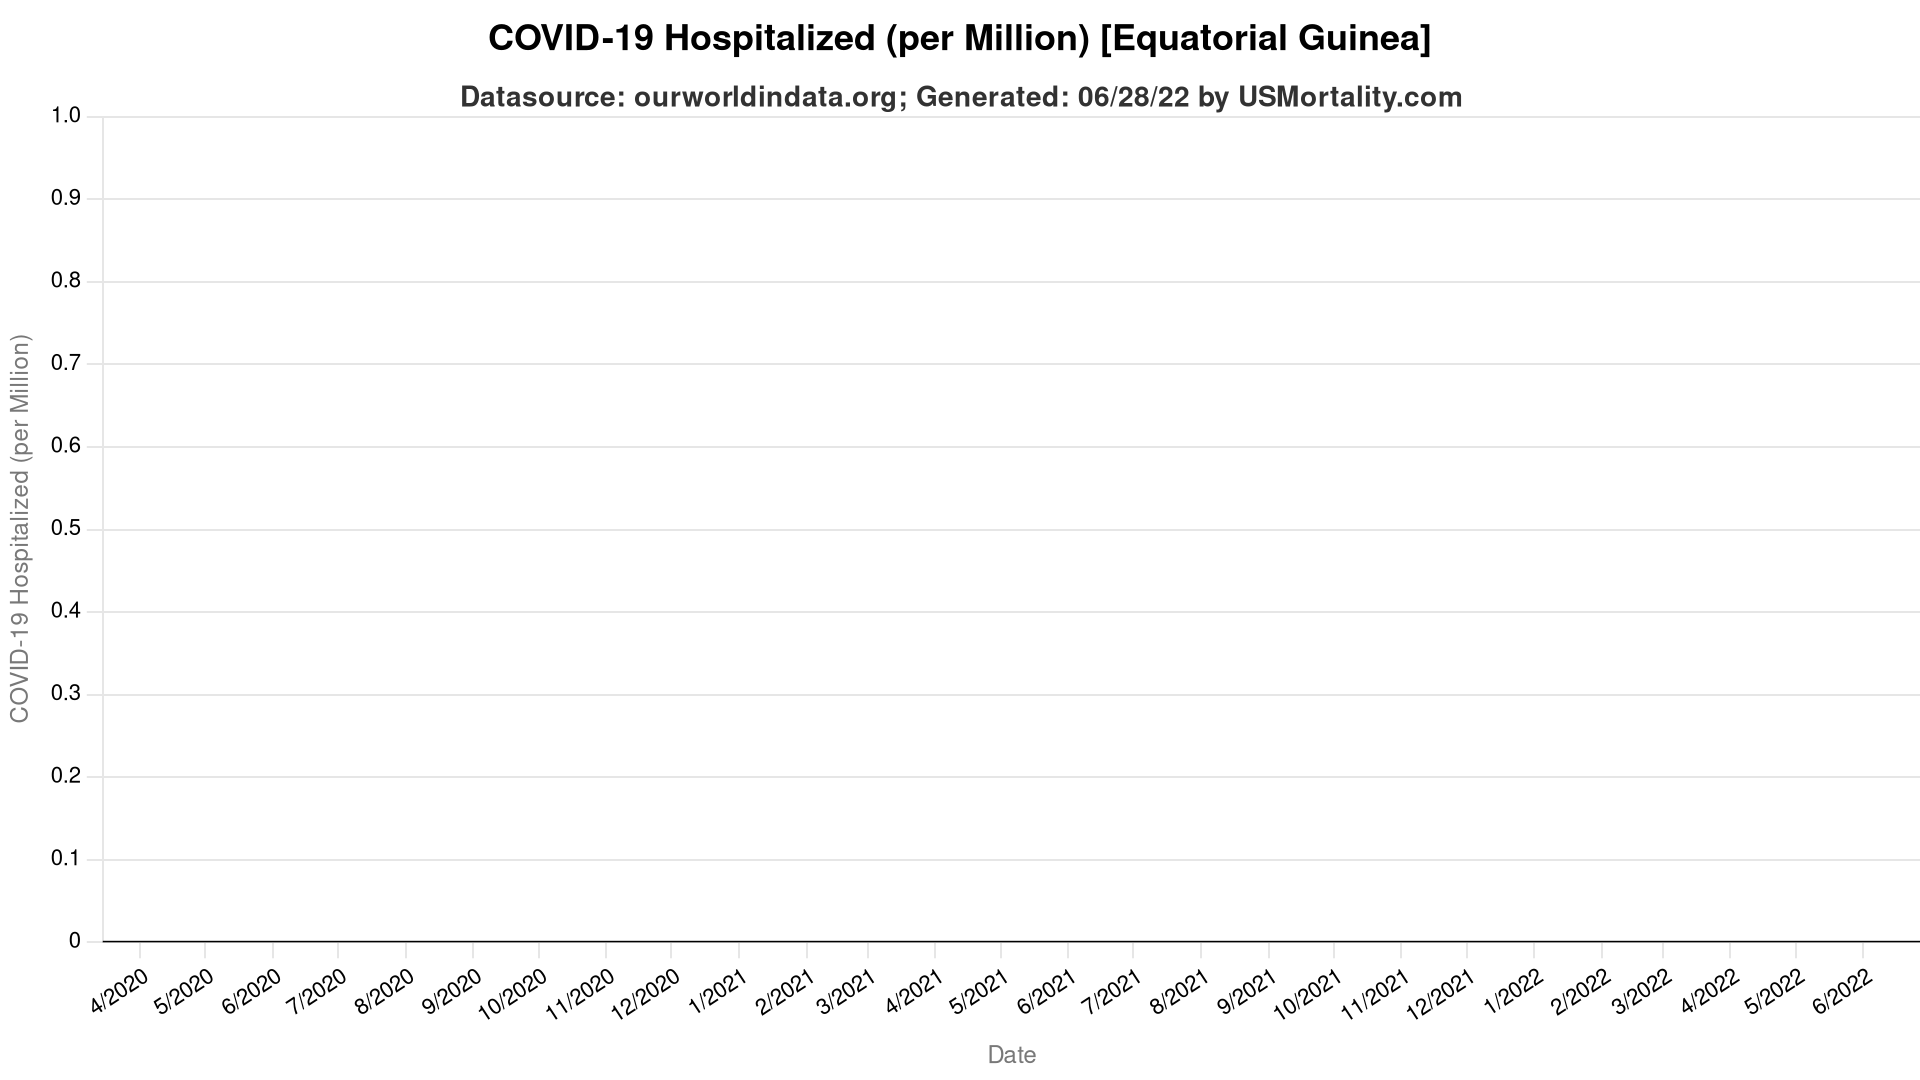 COVID-19 Hospitalized (per Million) [Equatorial Guinea]
Datasource: ourworldindata.org; Generated: 06/28/22 by USMortality.com
1.0
0.9
0.8
0.7
0.6
0.5
0.4
0.3
0.2
0.1
0
COVID-19 Hospitalized (per Million)
4/2020 5/2020 6/2020 7/2020 8/2020 9/2020 10/2020 11/2020 12/2020 1/2021 2/2021 3/2021 4/2021 5/2021 6/2021 7/2021 8/2021 9/2021 10/2021 11/2021 12/2021 1/2022 2/2022 3/2022 4/2022 5/2022 6/2022
Date